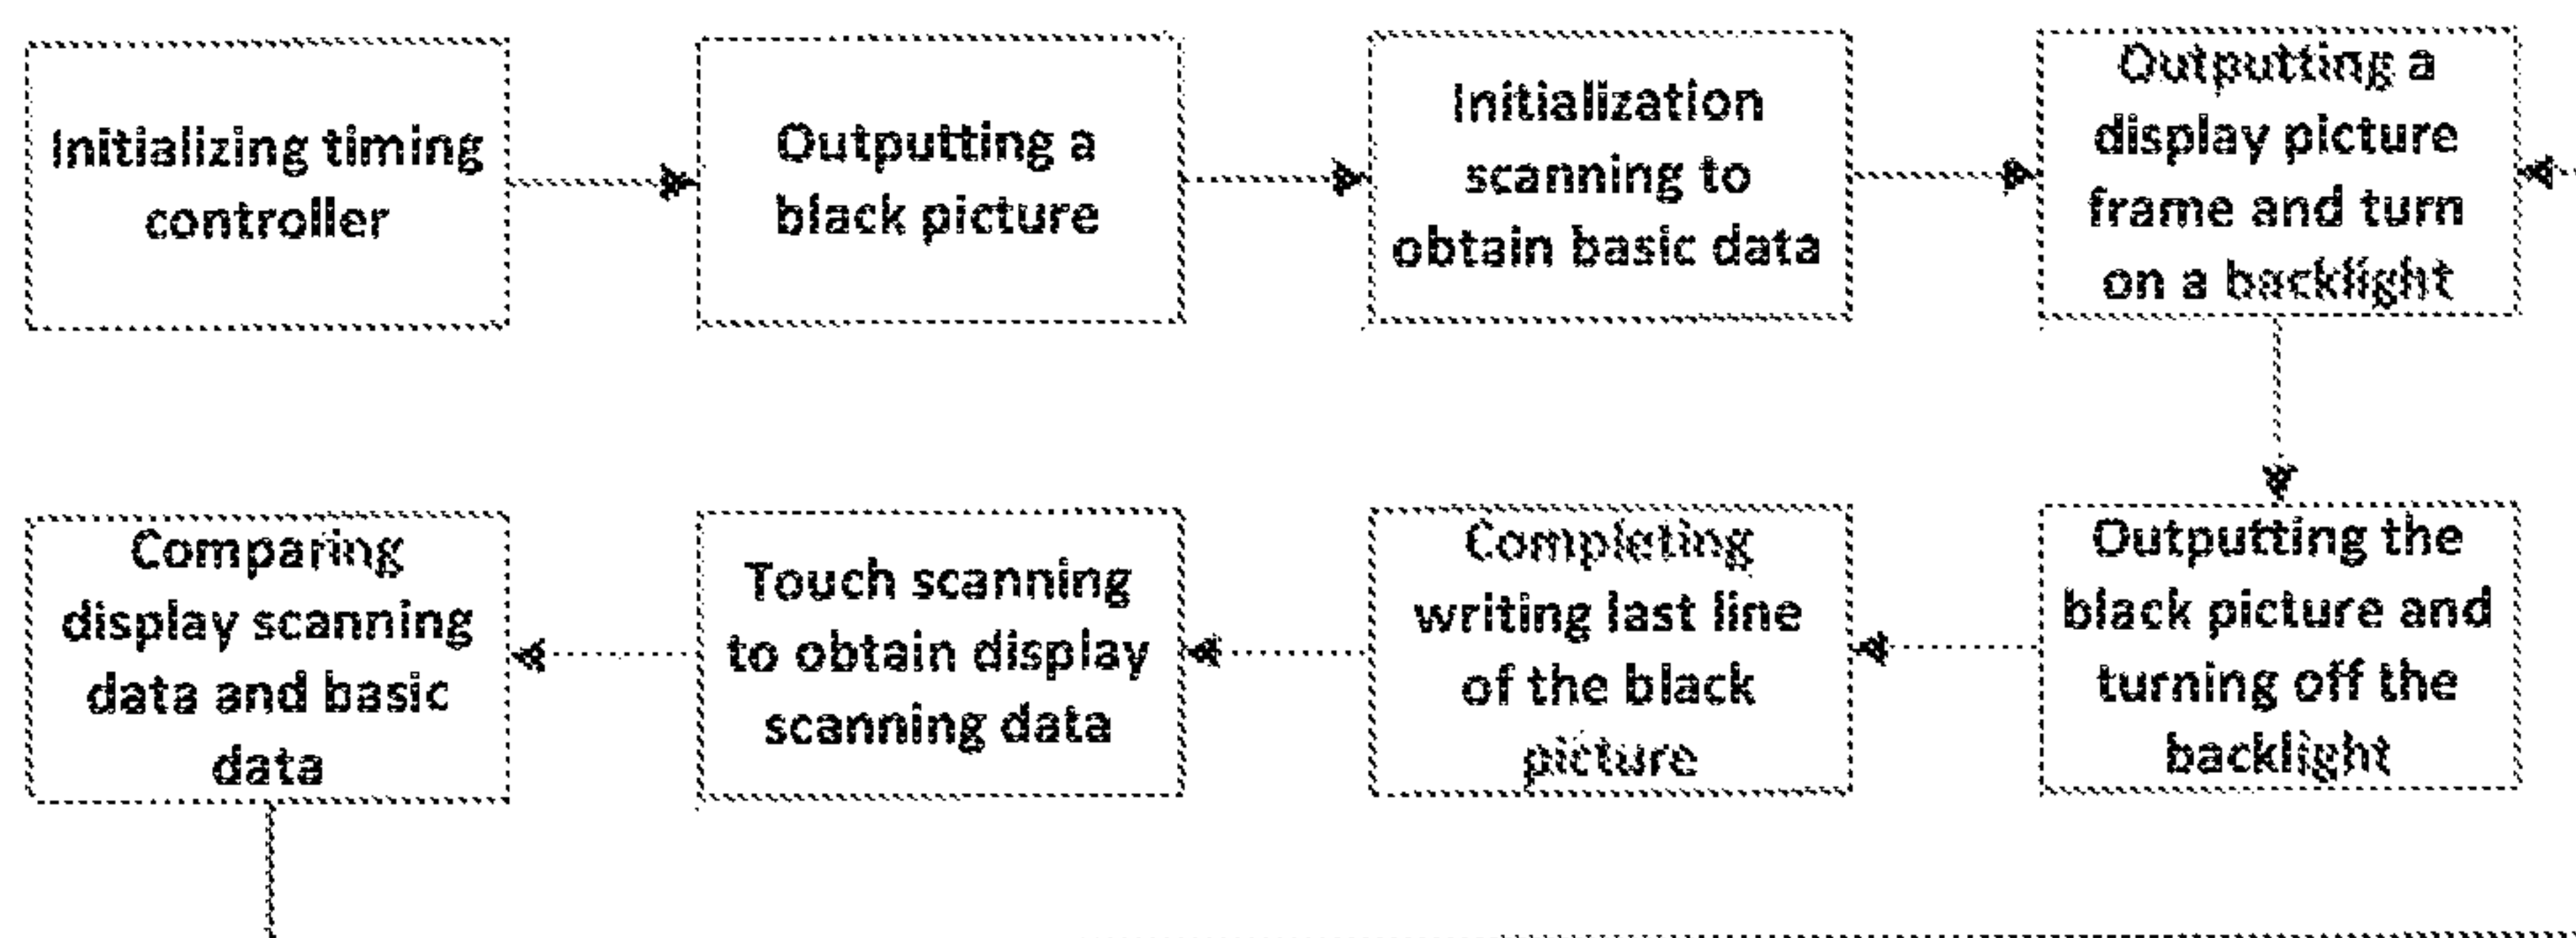 Initializing timing
controller
Outputting a
black picture
Initialization
scanning to
obtain basic data
Outputting a
display picture
frame and turn
on a backlight
Outputting the
black picture and
turning off the
backlight
Completing
writing last line
of the black
picture
Touch scanning
to obtain display
scanning data
Comparing
display scanning
data and basic
data